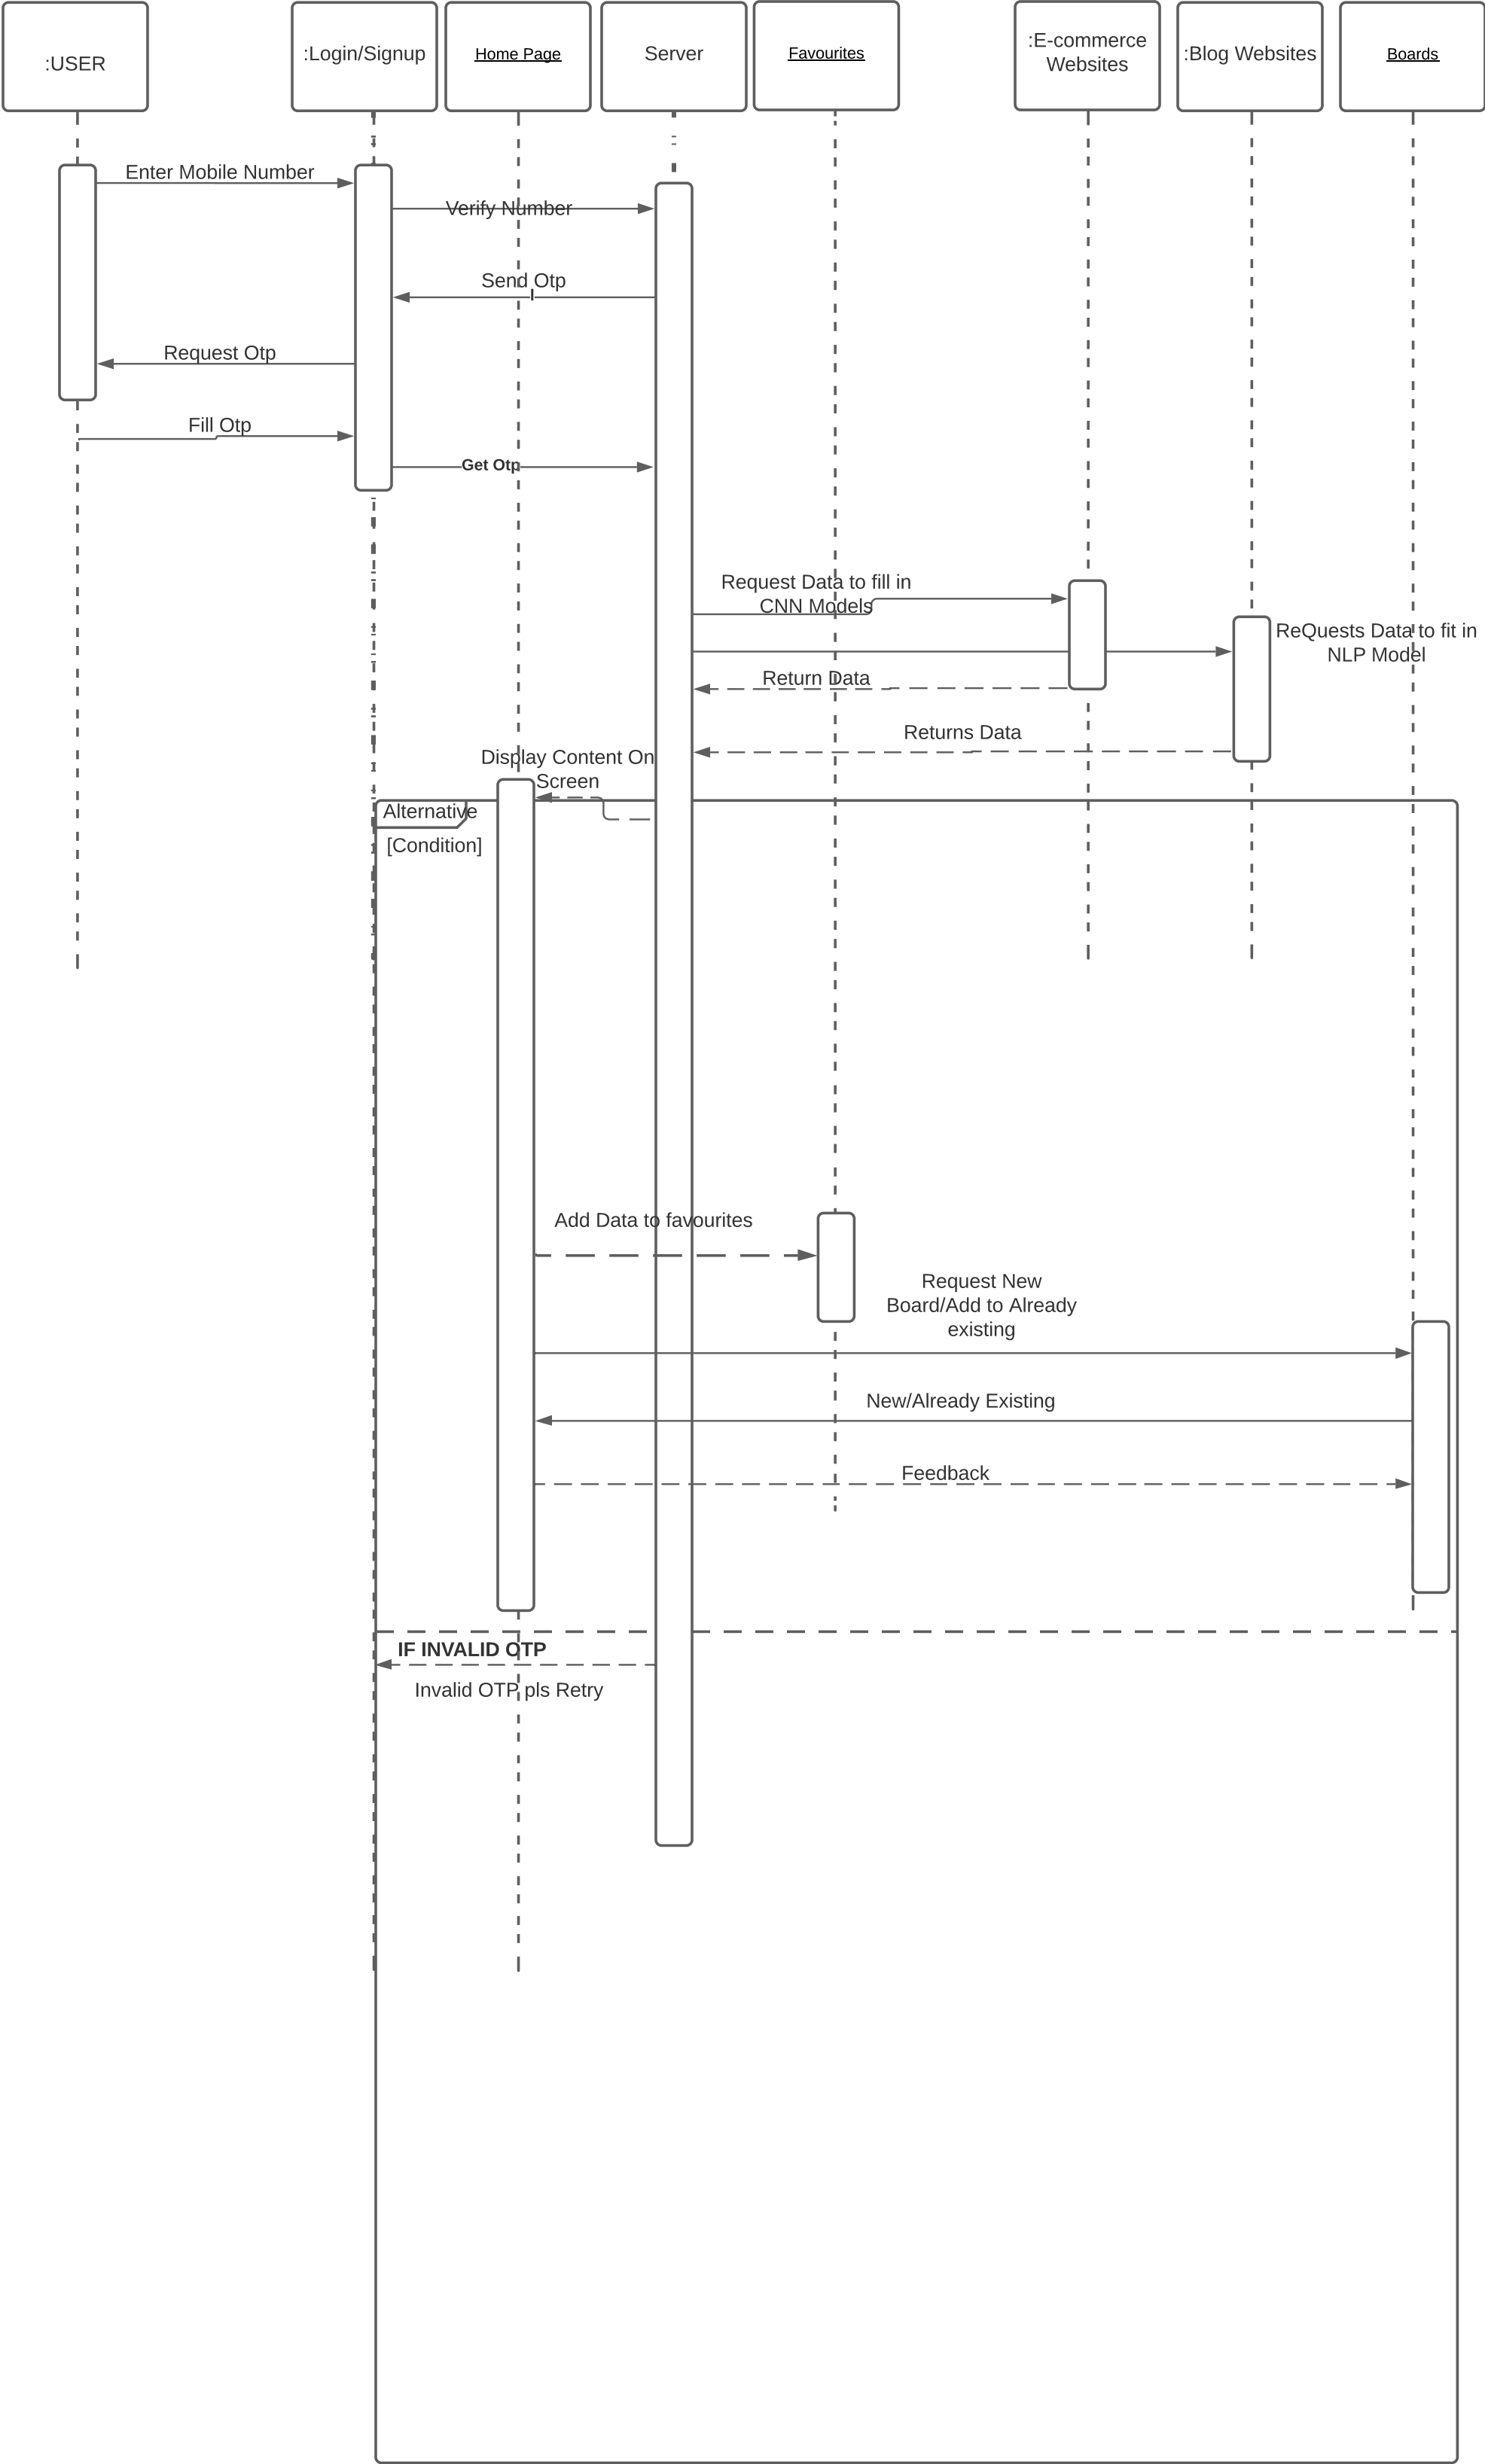 :USER
:Login/Signup
Home Page
Server
Favourites
:E-commerce
Websites
:Blog Websites
Boards
Enter Mobile Number
Verify Number
Send Otp
Request Otp
Fill Otp
Get Otp
Request Data to fill in
CNN Models
ReQuests Data to fit in
NLP Model
Return Data
Returns Data
Display Content On
Screen
Alternative
[Condition]
Add Data to favourites
Request New
Board/Add to Already
existing
New/Already Existing
Feedback
IF INVALID OTP
Invalid OTP pls Retry